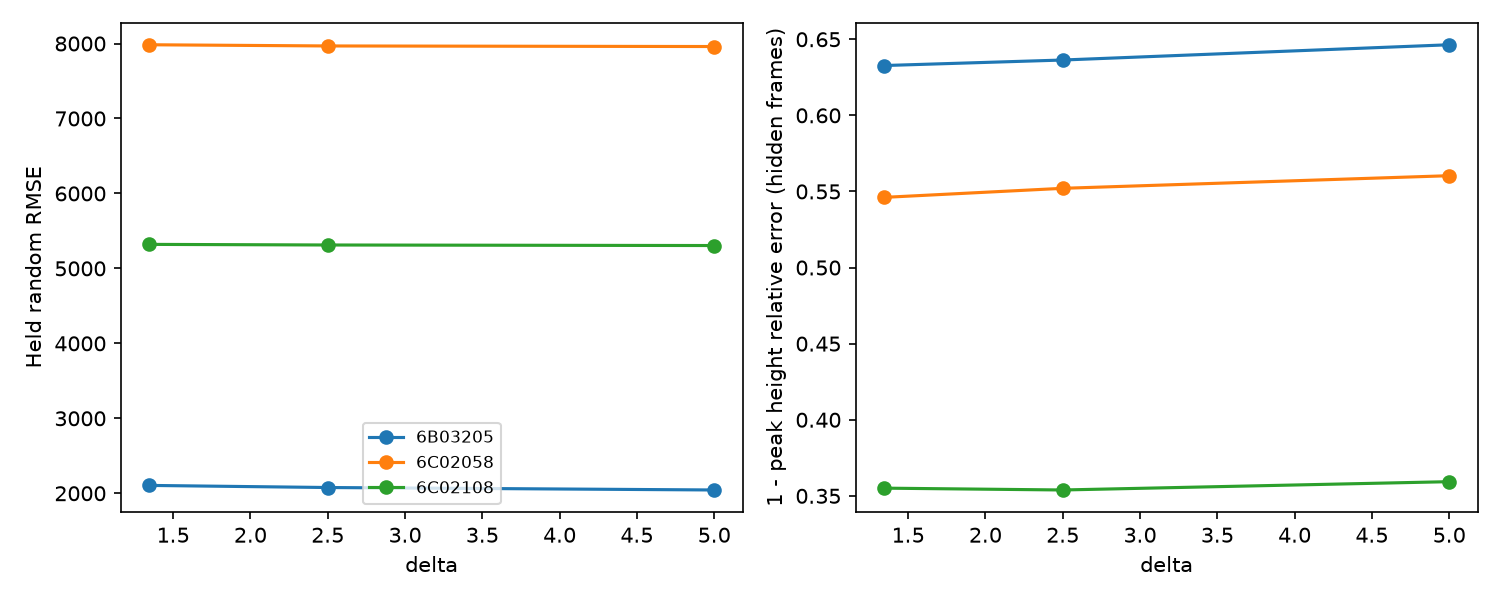 Held random RMSE
8000
7000
6000
5000
4000
3000
2000
6B03205
6C02058
6C02108
1.5 2.0 2.5 3.0 3.5 4.0 4.5 5.0
delta
1 - peak height relative error (hidden frames)
0.65
0.60
0.55
0.50
0.45
0.40
0.35
1.5 2.0 2.5 3.0 3.5 4.0 4.5 5.0
delta